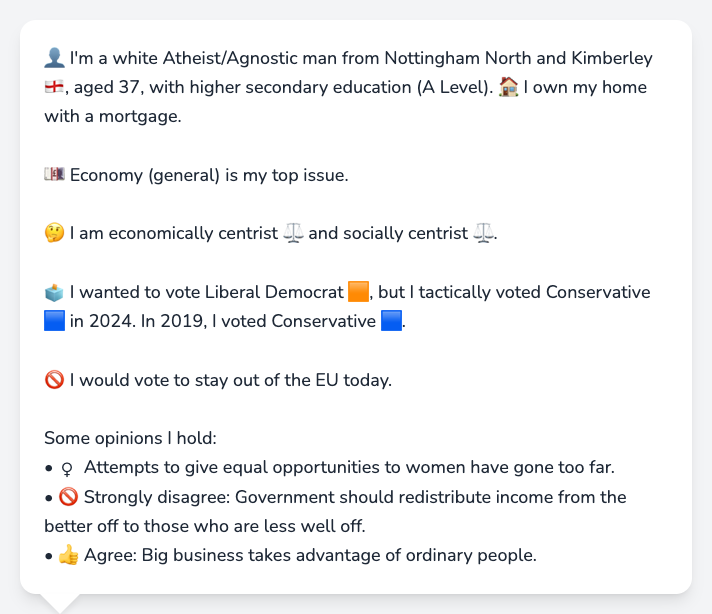 👤 I'm a white Atheist/Agnostic man from Nottingham North and Kimberley
🏴󠁧󠁢󠁥󠁮󠁧󠁿, aged 37, with higher secondary education (A Level). 🏠 I own my home
with a mortgage.
💷 Economy (general) is my top issue.
🤔 I am economically centrist ⚖️ and socially centrist ⚖️.
🗳️ I wanted to vote Liberal Democrat 🟧, but I tactically voted Conservative
🟦 in 2024. In 2019, I voted Conservative 🟦.
🚫 I would vote to stay out of the EU today.
Some opinions I hold:
• ♀ Attempts to give equal opportunities to women have gone too far.
• 🚫 Strongly disagree: Government should redistribute income from the
better off to those who are less well off.
• 👍 Agree: Big business takes advantage of ordinary people.